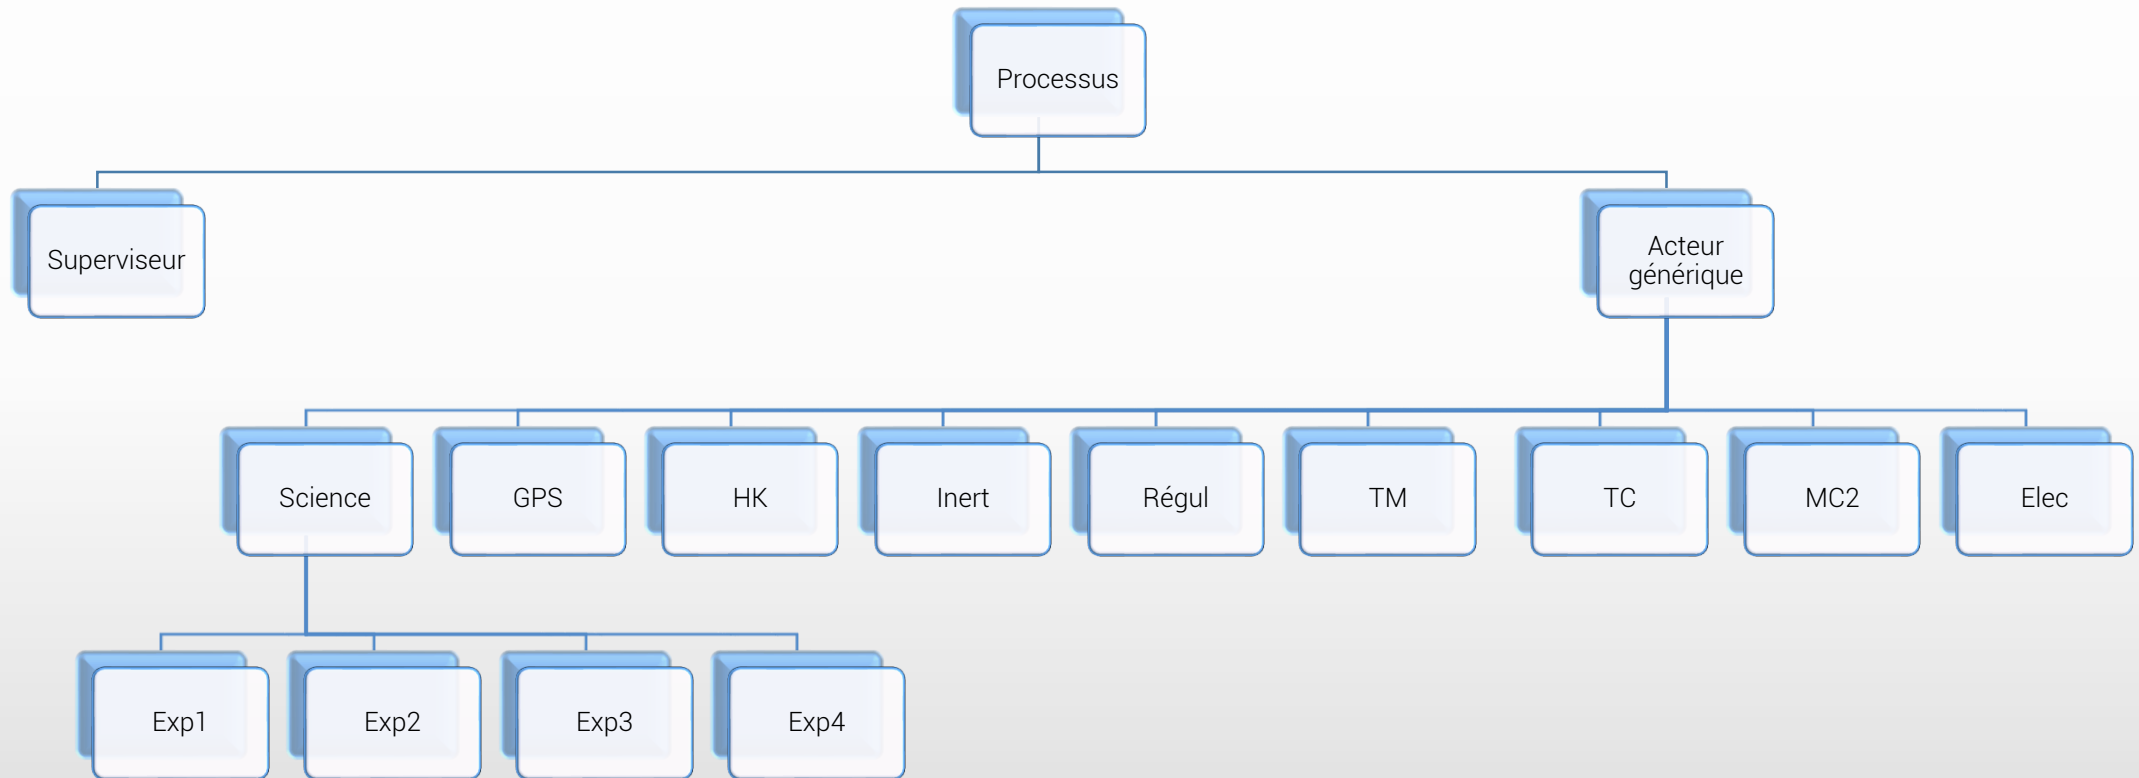 Processus
Superviseur
Acteur
générique
Science
GPS
HK
Inert
Régul
TM
TC
MC2
Elec
Exp1
Exp2
Exp3
Exp4